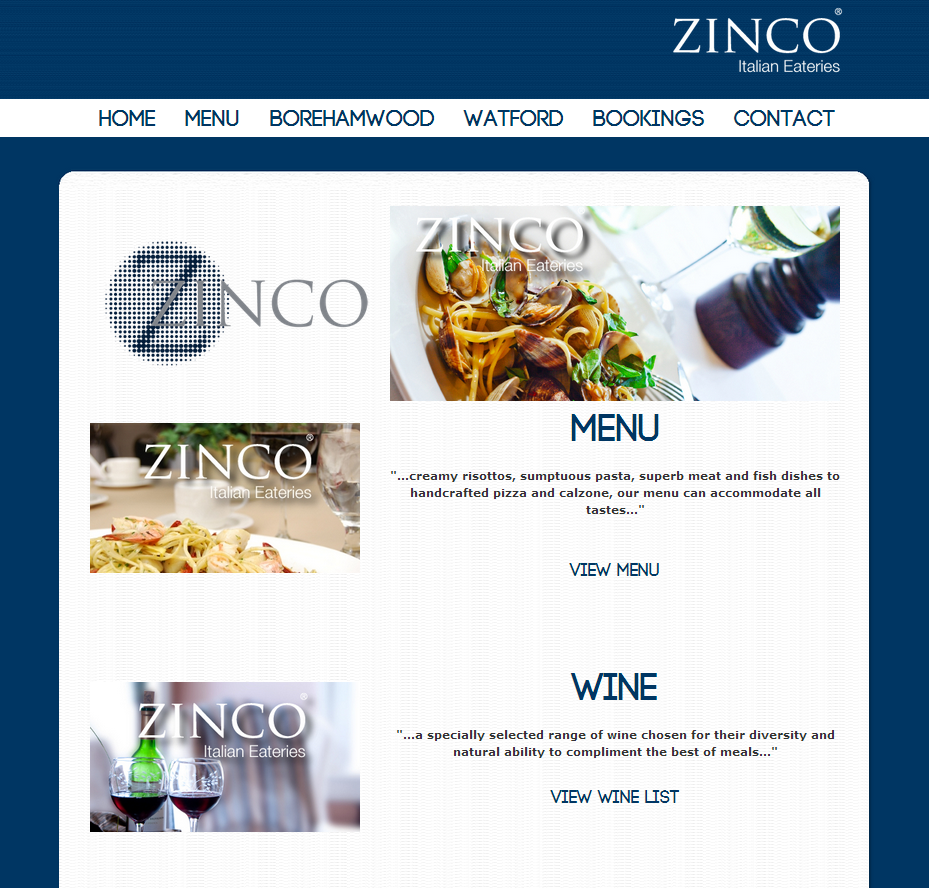 ZINCO®
Italian Eateries
HOME MENU BOREHAMWOOD WATFORD BOOKINGS CONTACT
ZINCO
ZINCO
Italian Eateries
MENU
"...creamy risottos, sumptuous pasta, superb meat and fish dishes to
handcrafted pizza and calzone, our menu can accommodate all
tastes..."
VIEW MENU
ZINCO®
Italian Eateries
WINE
"...a specially selected range of wine chosen for their diversity and
natural ability to compliment the best of meals..."
VIEW WINE LIST
ZINCO®
Italian Eateries